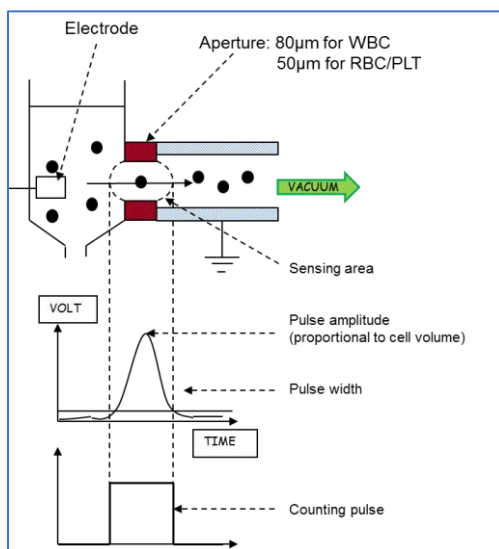 Electrode
Aperture: 80µm for WBC
50µm for RBC/PLT
VACUUM
Sensing area
VOLT
Pulse amplitude
(proportional to cell volume)
Pulse width
TIME
Counting pulse